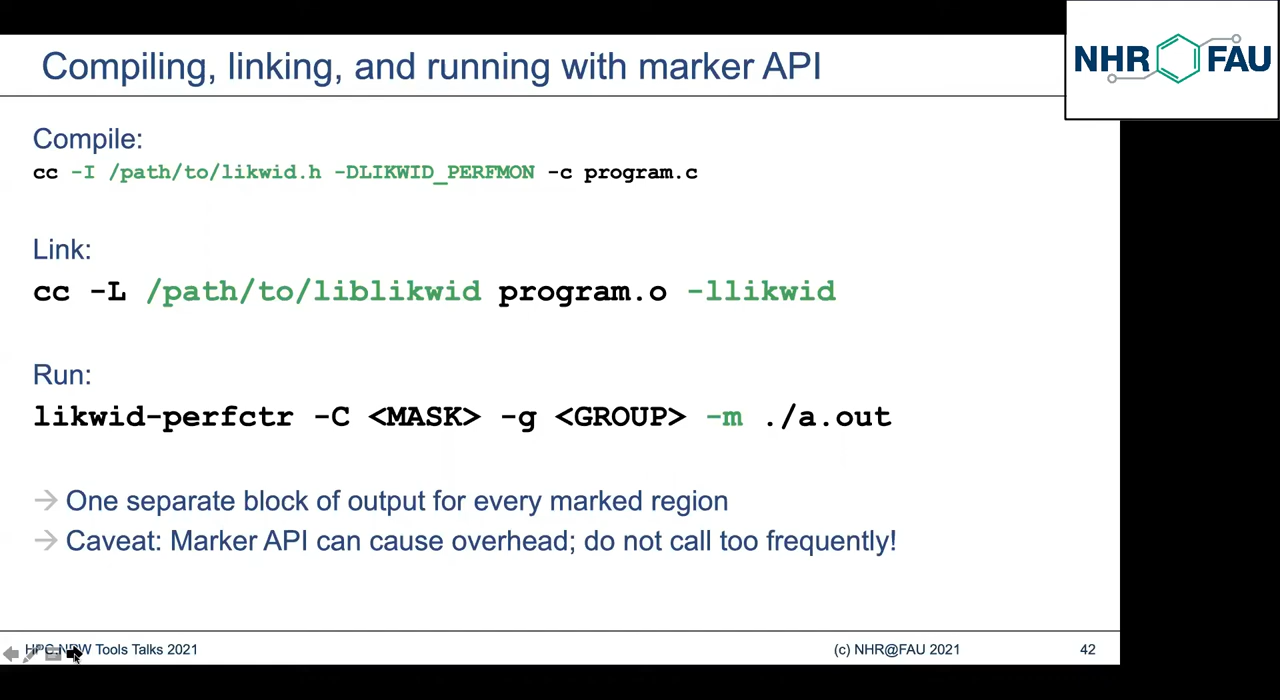 Compiling, linking, and running with marker API
NHR FAU
Compile:
cc -I /path/to/likwid.h -DLIKWID_PERFMON -c program.c
Link:
cc -L /path/to/liblikwid program.o -llikwid
Run:
likwid-perfctr -C <MASK> -g <GROUP> -m ./a.out
→ One separate block of output for every marked region
→ Caveat: Marker API can cause overhead; do not call too frequently!
HPC.NRW Tools Talks 2021
(c) NHR@FAU 2021
42